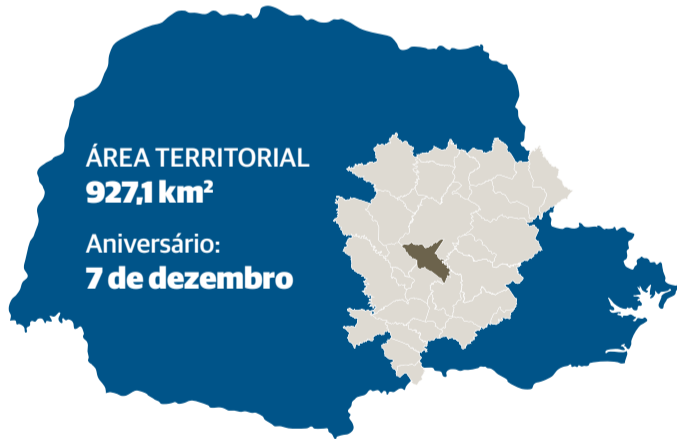 ÁREA TERRITORIAL
927,1 km²
Aniversário:
7 de dezembro